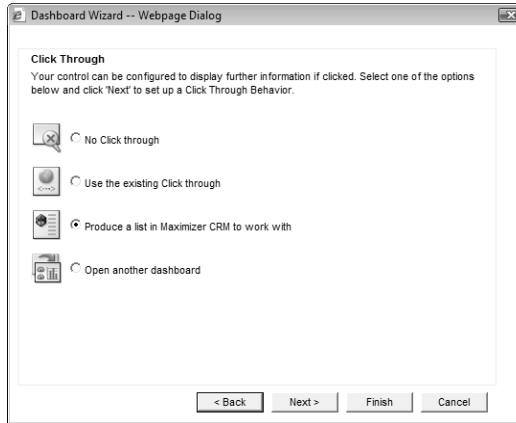 Dashboard Wizard -- Webpage Dialog
Click Through
Your control can be configured to display further information if clicked. Select one of the options
below and click 'Next' to set up a Click Through Behavior.
No Click through
Use the existing Click through
Produce a list in Maximizer CRM to work with
Open another dashboard
< Back Next > Finish Cancel